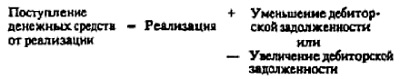 Поступление
денежных средств − Реализация
от реализации
+ Уменьшение дебитор-
ской задолженности
или
− Увеличение дебиторской
задолженности